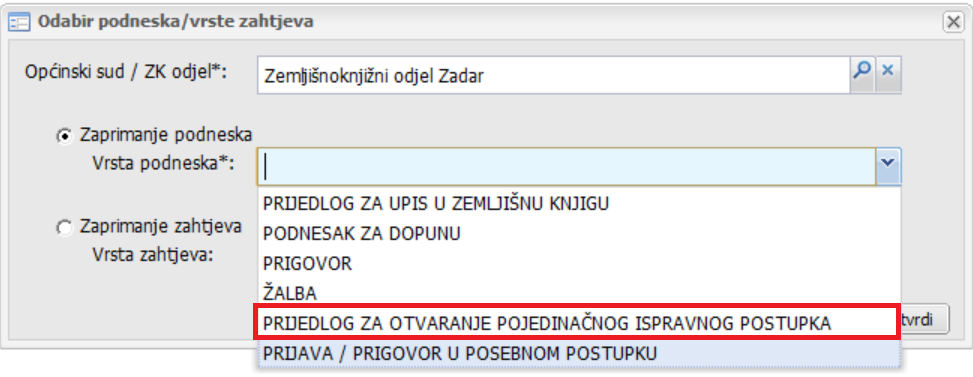 Odabir podneska/vrste zahtjeva
Općinski sud / ZK odjel*: Zemljišnoknjižni odjel Zadar
Zaprimanje podneska
Vrsta podneska*:
PRIJEDLOG ZA UPIS U ZEMLJIŠNU KNJIGU
Zaprimanje zahtjeva
PODNESAK ZA DOPUNU
Vrsta zahtjeva:
PRIGOVOR
ŽALBA
PRIJEDLOG ZA OTVARANJE POJEDINAČNOG ISPRAVNOG POSTUPKA
tvrdi
PRIJAVA / PRIGOVOR U POSEBNOM POSTUPKU